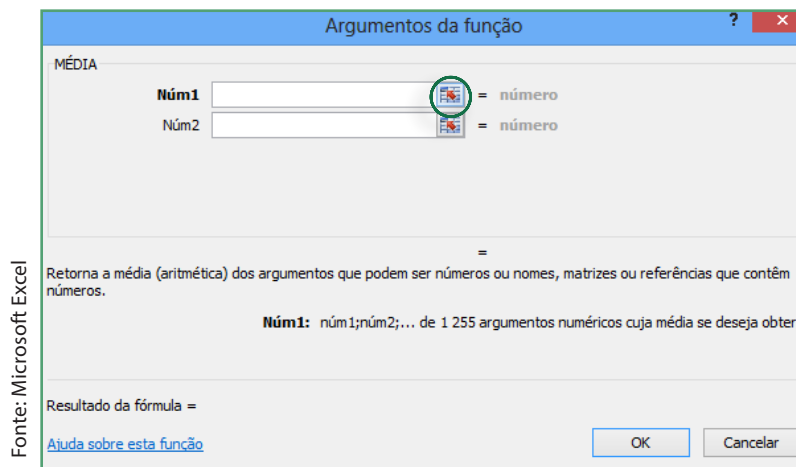 Argumentos da função
? ×
MÉDIA
Núm1 = número
Núm2 = número
=
Retorna a média (aritmética) dos argumentos que podem ser números ou nomes, matrizes ou referências que contêm
números.
Núm1: núm1;núm2;... de 1 255 argumentos numéricos cuja média se deseja obter
Resultado da fórmula =
Ajuda sobre esta função
OK Cancelar
Fonte: Microsoft Excel